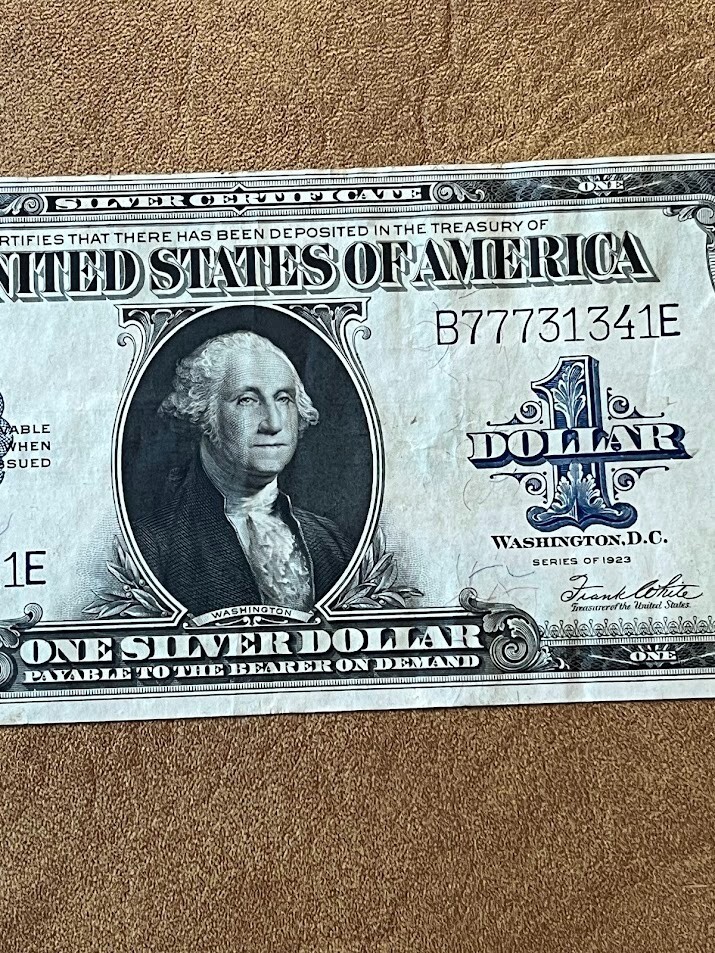 SILVER CERTIFICATE
ONE
RTIFIES THAT THERE HAS BEEN DEPOSITED IN THE TREASURY OF
NITED STATES OF AMERICA
B77731341E
ABLE
WHEN
SSUED
1
DOLLAR
WASHINGTON, D.C.
SERIES OF 1923
1E
Frank White
Treasurer of the United States.
WASHINGTON
ONE SILVER DOLLAR
PAYABLE TO THE BEARER ON DEMAND
ONE